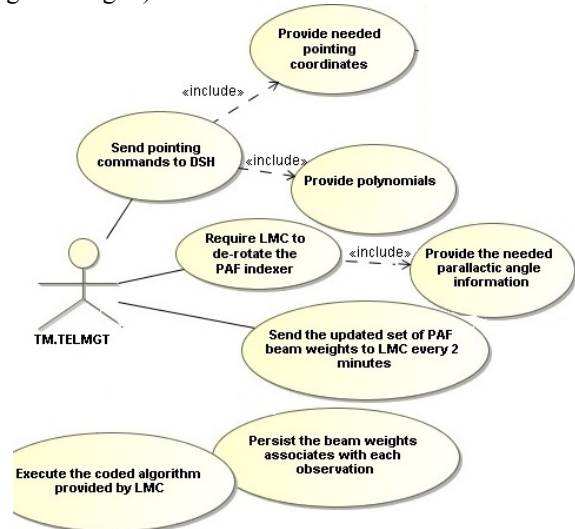 Provide needed
pointing
coordinates
«include»
Send pointing
commands to DSH
«include»
Provide polynomials
Require LMC to
de-rotate the
PAF indexer
«include»
Provide the needed
parallactic angle
information
TM.TELMGT
Send the updated set of PAF
beam weights to LMC every 2
minutes
Persist the beam weights
associates with each
observation
Execute the coded algorithm
provided by LMC